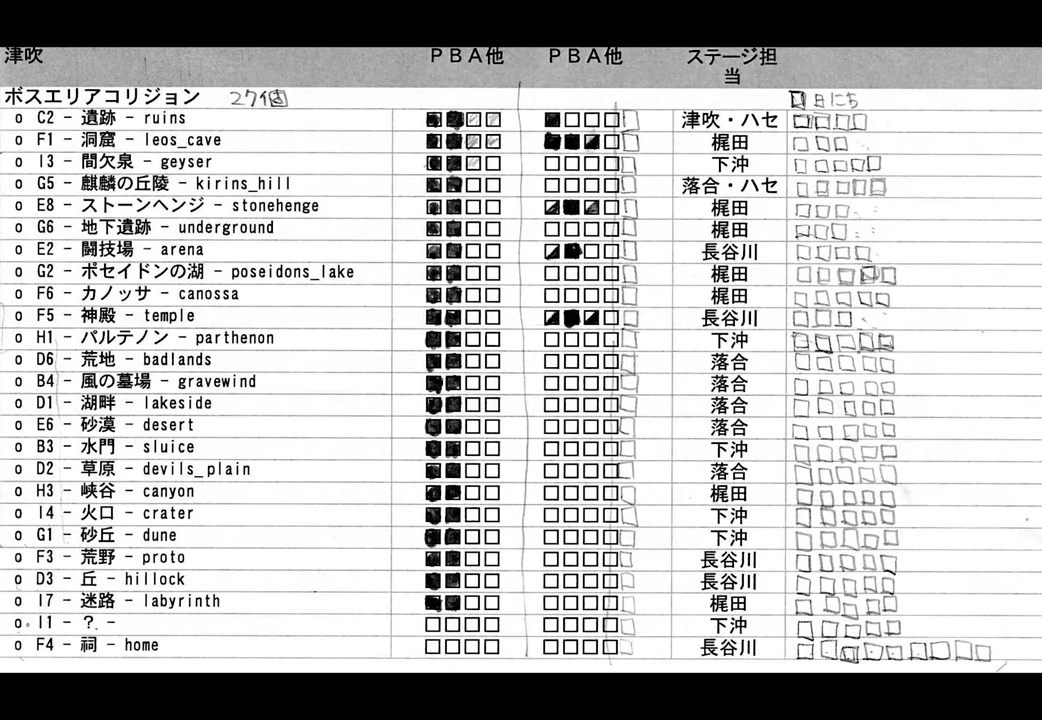 津吹 PBA他 PBA他 ステージ担当
ボスエリアコリジョン 27個 日にち
o C2 - 遺跡 - ruins 津吹・ハセ
o F1 - 洞窟 - leos_cave 梶田
o I3 - 間欠泉 - geyser 下沖
o G5 - 麒麟の丘陵 - kirins_hill 落合・ハセ
o E8 - ストーンヘンジ - stonehenge 梶田
o G6 - 地下遺跡 - underground 梶田
o E2 - 闘技場 - arena 長谷川
o G2 - ポセイドンの湖 - poseidons_lake 梶田
o F6 - カノッサ - canossa 梶田
o F5 - 神殿 - temple 長谷川
o H1 - パルテノン - parthenon 下沖
o D6 - 荒地 - badlands 落合
o B4 - 風の墓場 - gravewind 落合
o D1 - 湖畔 - lakeside 落合
o E6 - 砂漠 - desert 落合
o B3 - 水門 - sluice 下沖
o D2 - 草原 - devils_plain 落合
o H3 - 峡谷 - canyon 梶田
o I4 - 火口 - crater 下沖
o G1 - 砂丘 - dune 下沖
o F3 - 荒野 - proto 長谷川
o D3 - 丘 - hillock 長谷川
o I7 - 迷路 - labyrinth 梶田
o I1 - ? - 下沖
o F4 - 祠 - home 長谷川